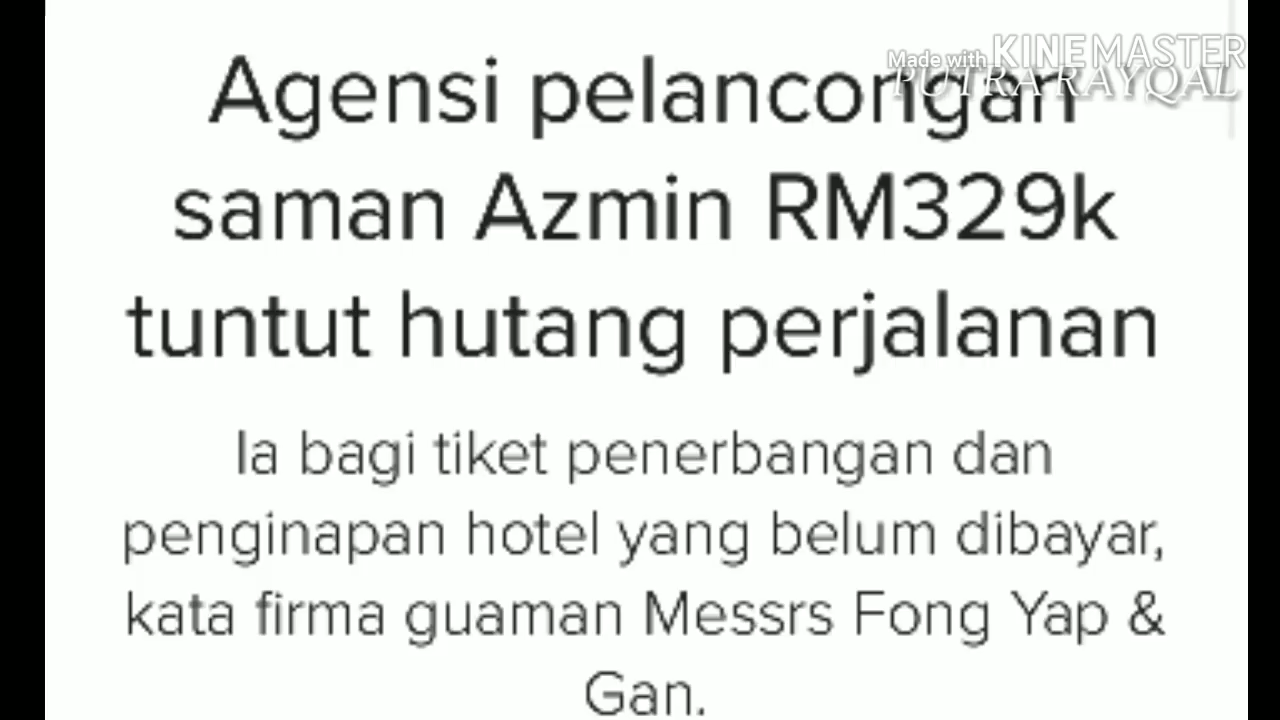 Made with KINEMASTER
PUTRA RAYQAL
Agensi pelancongan
saman Azmin RM329k
tuntut hutang perjalanan
Ia bagi tiket penerbangan dan
penginapan hotel yang belum dibayar,
kata firma guaman Messrs Fong Yap &
Gan.